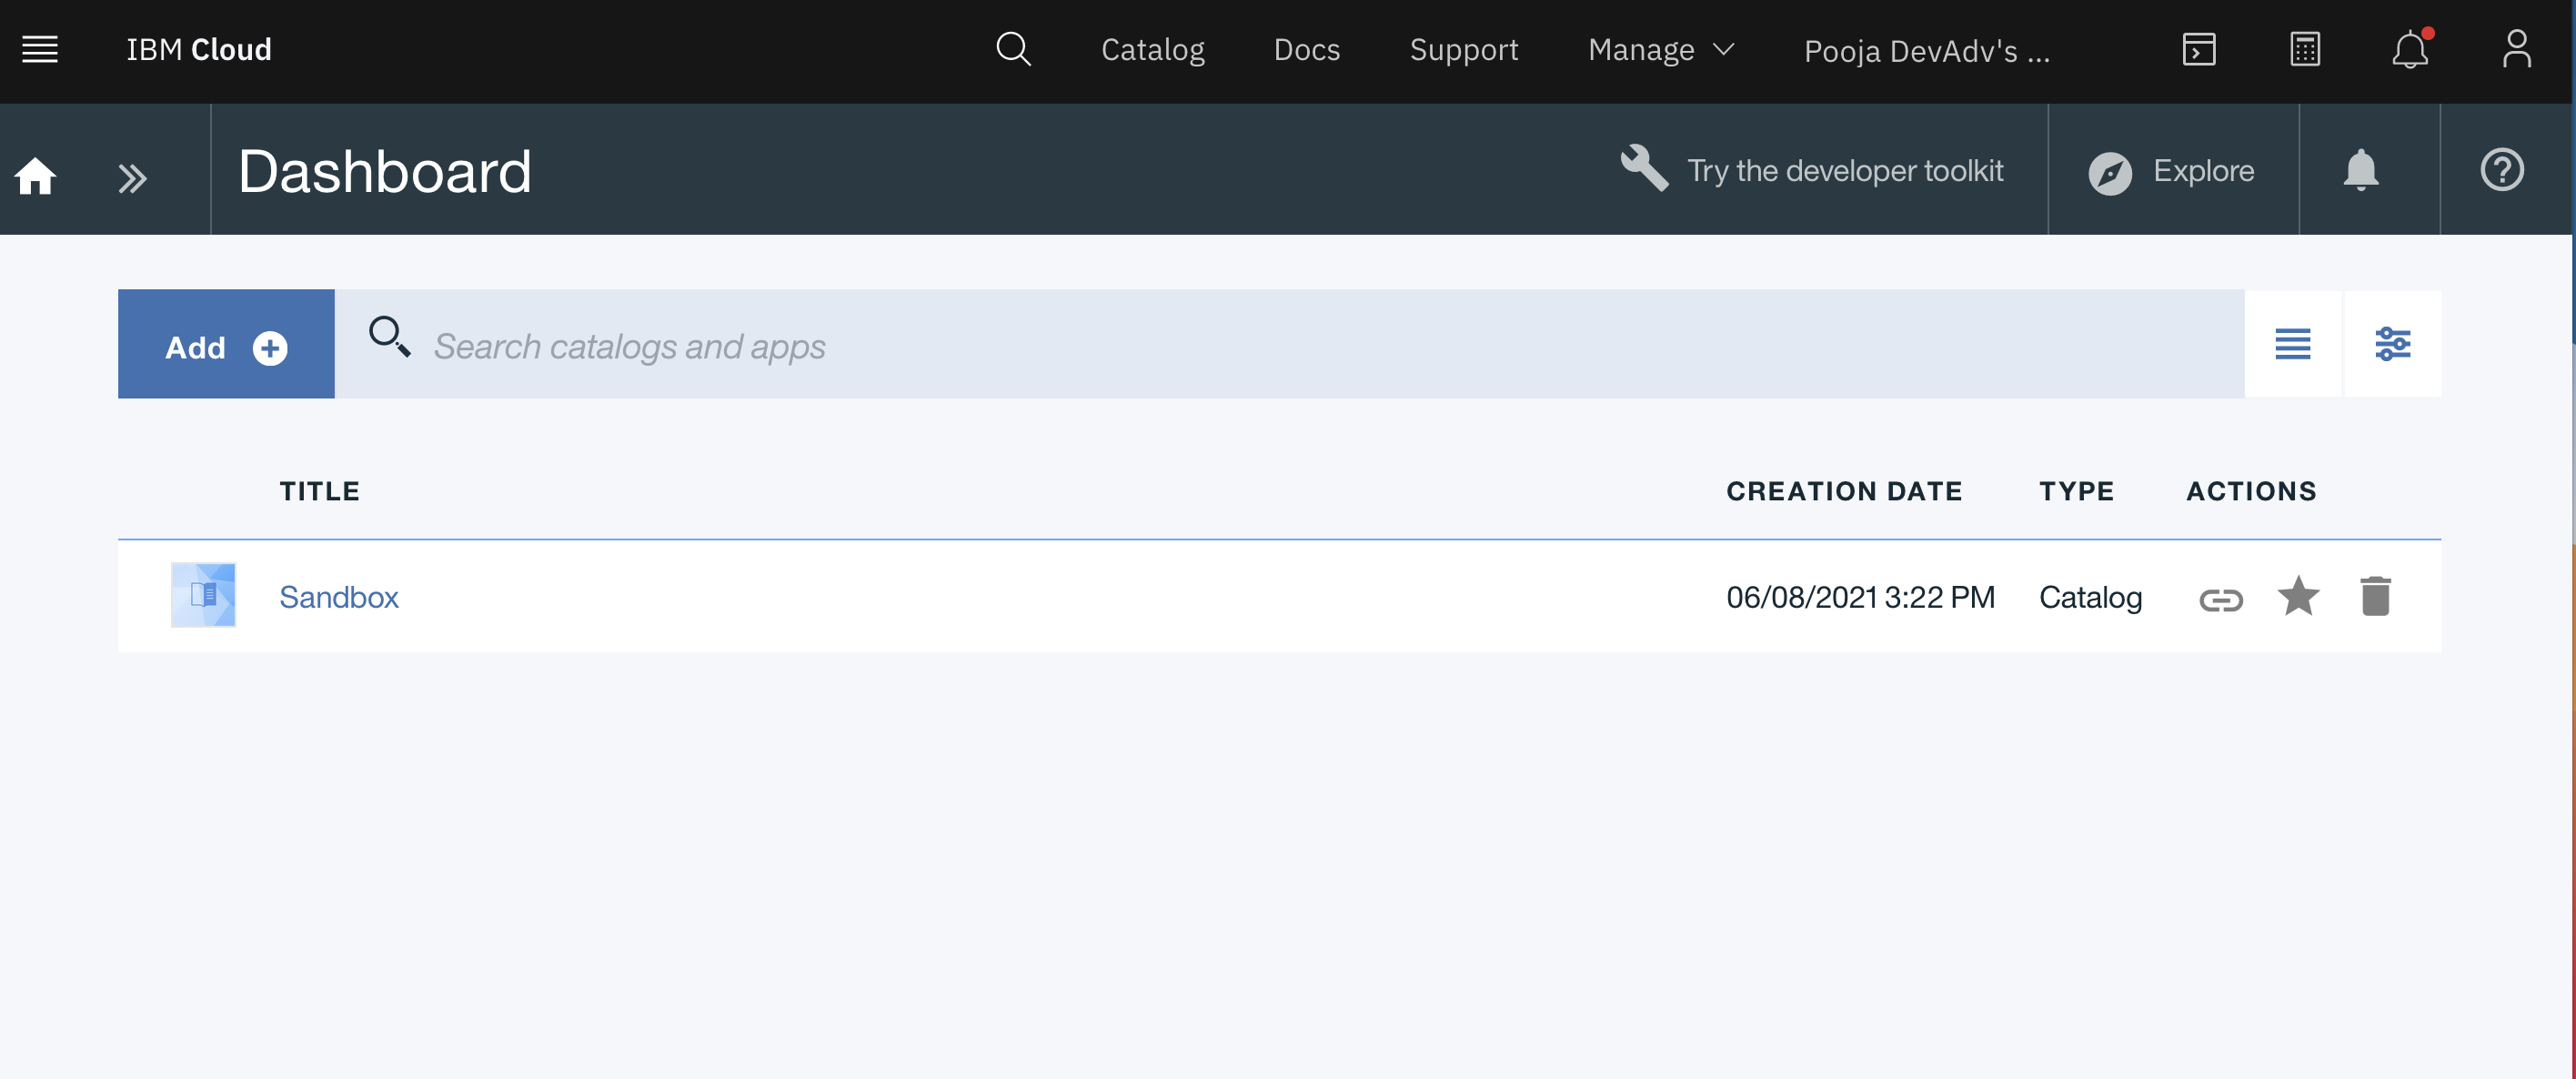 IBM Cloud Catalog Docs Support Manage Pooja DevAdv's ...
Dashboard Try the developer toolkit Explore
Add Search catalogs and apps
TITLE CREATION DATE TYPE ACTIONS
Sandbox 06/08/2021 3:22 PM Catalog